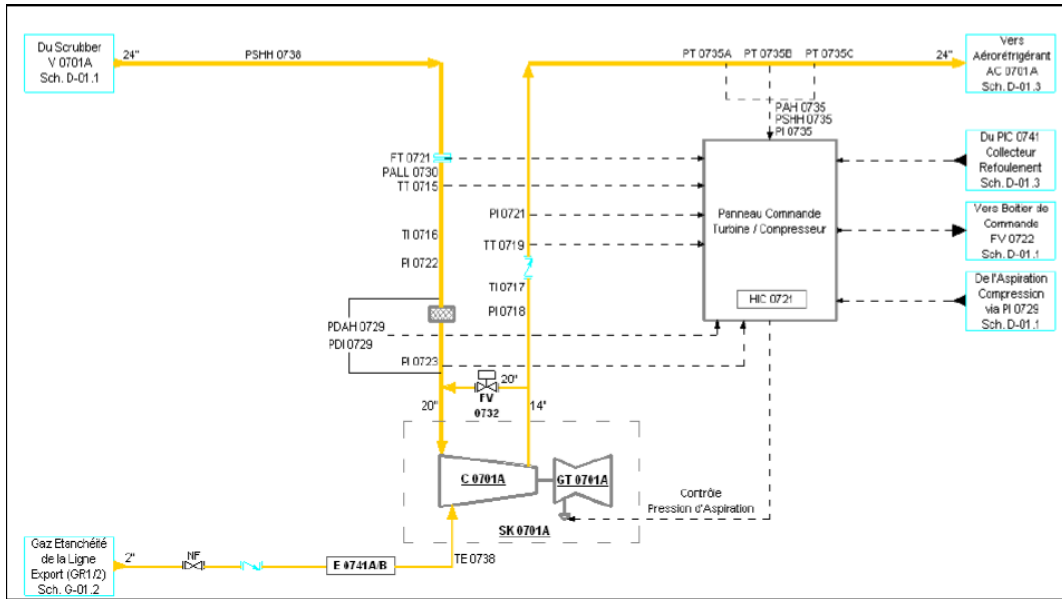 Du Scrubber
V 0701A
Sch. D-01.1
24"
PSHH 0738
PT 0735A
PT 0735B
PT 0735C
24"
Vers
Aéroréfrigérant
AC 0701A
Sch. D-01.3
PAH 0735
PSHH 0735
PI 0735
FT 0721
PALL 0730
TT 0715
Du PIC 0741
Collecteur
Refoulement
Sch. D-01.3
PI 0721
TI 0716
TT 0719
PI 0722
Panneau Commande
Turbine / Compresseur
Vers Boitier de
Commande
FV 0722
Sch. D-01.1
TI 0717
PI 0718
HIC 0721
De l'Aspiration
Compression
via PI 0729
Sch. D-01.1
PDAH 0729
PDI 0729
PI 0723
20"
FV
0732
20"
14"
C 0701A
GT 0701A
Contrôle
Pression d'Aspiration
SK 0701A
Gaz Etanchéité
de la Ligne
Export (GR1/2)
Sch. G-01.2
2"
NF
E 0741A/B
TE 0738